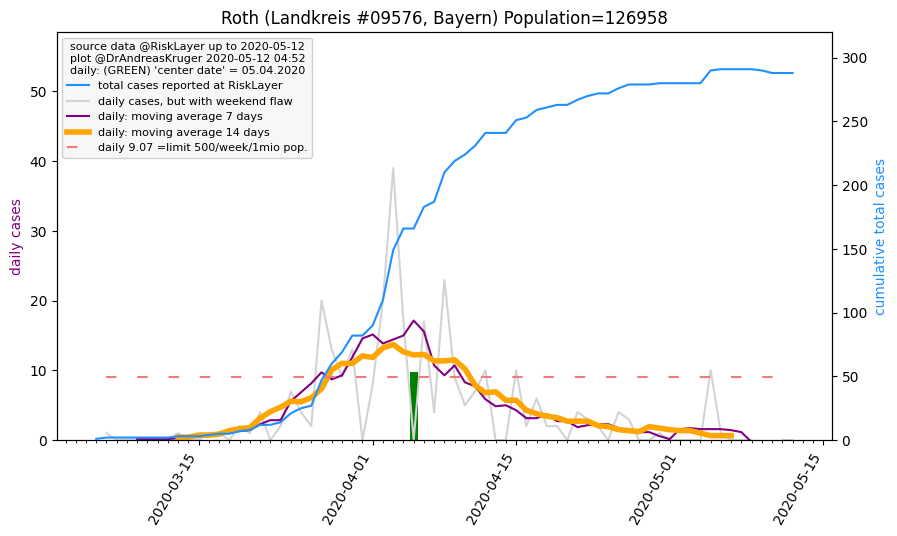 Roth (Landkreis #09576, Bayern) Population=126958
source data @RiskLayer up to 2020-05-12
plot @DrAndreasKruger 2020-05-12 04:52
daily: (GREEN) 'center date' = 05.04.2020
total cases reported at RiskLayer
daily cases, but with weekend flaw
daily: moving average 7 days
daily: moving average 14 days
daily 9.07 =limit 500/week/1mio pop.
daily cases
0
10
20
30
40
50
cumulative total cases
0
50
100
150
200
250
300
2020-03-15
2020-04-01
2020-04-15
2020-05-01
2020-05-15